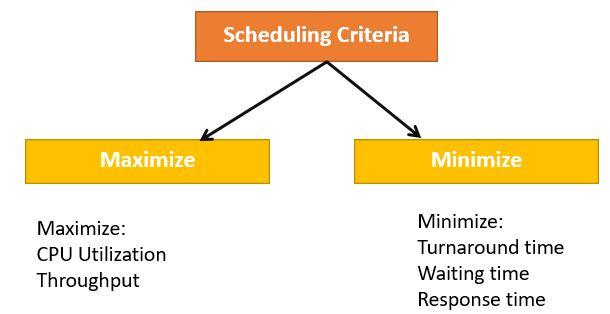 Scheduling Criteria
Maximize
Minimize
Maximize:
CPU Utilization
Throughput
Minimize:
Turnaround time
Waiting time
Response time